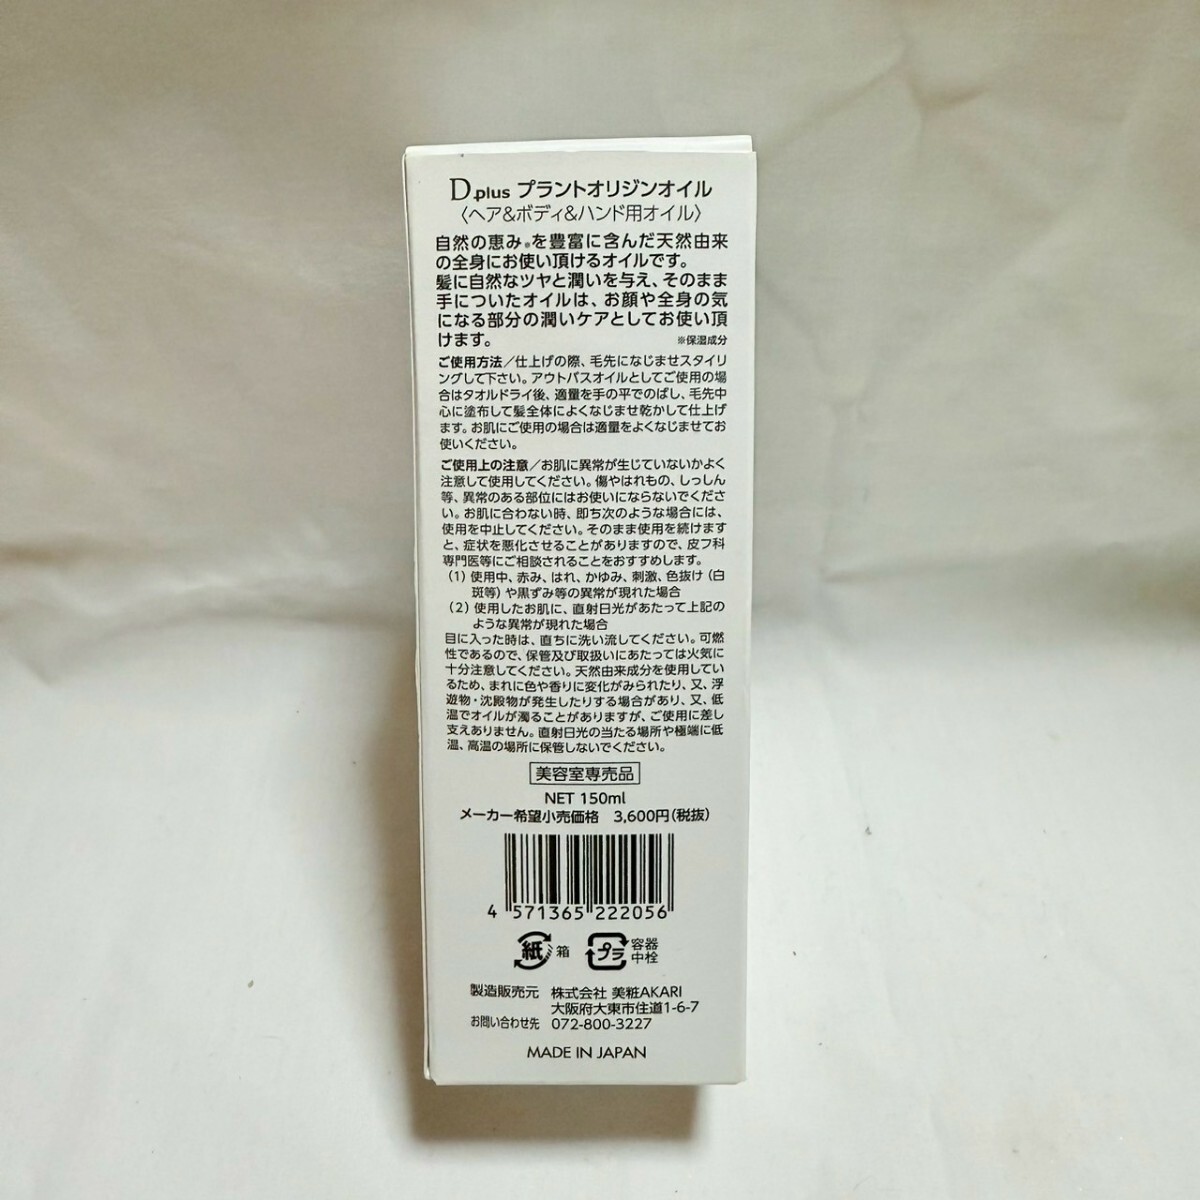 D.plus プラントオリジンオイル
〈ヘア&ボディ&ハンド用オイル〉
自然の恵み※を豊富に含んだ天然由来
の全身にお使い頂けるオイルです。
髪に自然なツヤと潤いを与え、そのまま
手についたオイルは、お顔や全身の気
になる部分の潤いケアとしてお使い頂
けます。 ※保湿成分
ご使用方法/仕上げの際、毛先になじませスタイリ
ングして下さい。アウトバスオイルとしてご使用の場
合はタオルドライ後、適量を手の平でのばし、毛先中
心に塗布して髪全体によくなじませ乾かして仕上げ
ます。お肌にご使用の場合は適量をよくなじませてお
使いください。
ご使用上の注意/お肌に異常が生じていないかよく
注意して使用してください。傷やはれもの、しっしん
等、異常のある部位にはお使いにならないでくださ
い。お肌に合わない時、即ち次のような場合には、
使用を中止してください。そのまま使用を続けます
と、症状を悪化させることがありますので、皮フ科
専門医等にご相談されることをおすすめします。
(1) 使用中、赤み、はれ、かゆみ、刺激、色抜け(白
斑等)や黒ずみ等の異常が現れた場合
(2) 使用したお肌に、直射日光があたって上記の
ような異常が現れた場合
目に入った時は、直ちに洗い流してください。可燃
性であるので、保管及び取扱いにあたっては火気に
十分注意してください。天然由来成分を使用してい
るため、まれに色や香りに変化がみられたり、又、浮
遊物・沈殿物が発生したりする場合があり、又、低
温でオイルが濁ることがありますが、ご使用に差し
支えありません。直射日光の当たる場所や極端に低
温、高温の場所に保管しないでください。
美容室専売品
NET 150ml
メーカー希望小売価格 3,600円(税抜)
4 571365 222056
紙 箱 プラ 容器
中栓
製造販売元 株式会社 美粧AKARI
大阪府大東市住道1-6-7
お問い合わせ先 072-800-3227
MADE IN JAPAN